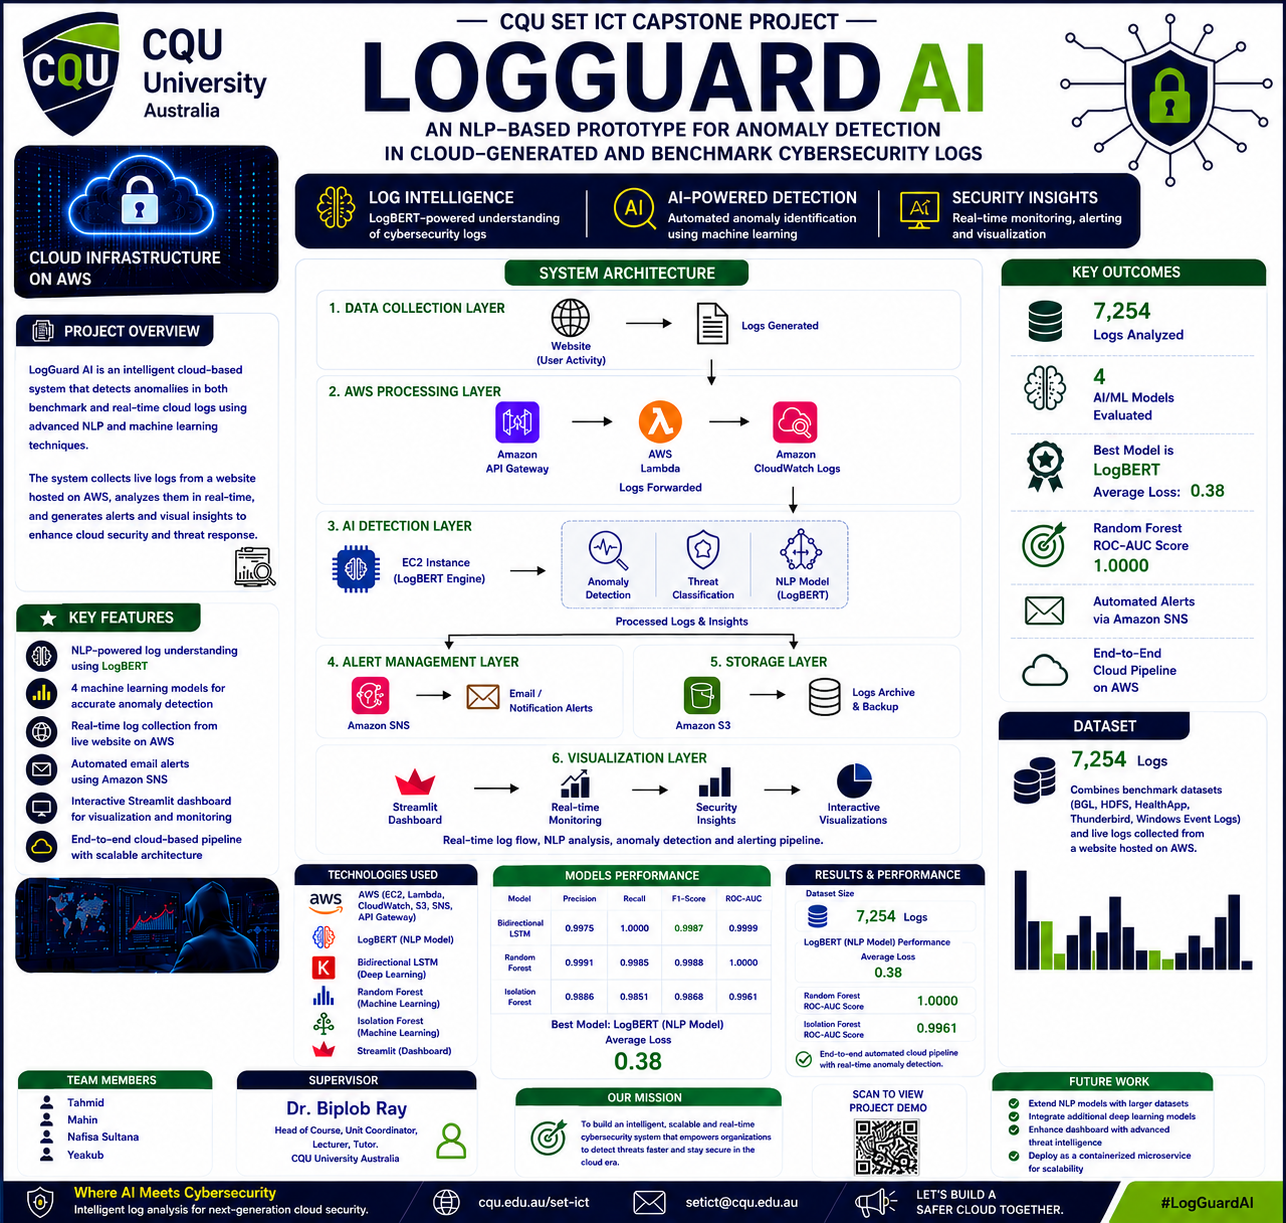 CQU
CQU
University
Australia
CQU SET ICT CAPSTONE PROJECT
LOGGUARD AI
AN NLP-BASED PROTOTYPE FOR ANOMALY DETECTION
IN CLOUD-GENERATED AND BENCHMARK CYBERSECURITY LOGS
LOG INTELLIGENCE
LogBERT-powered understanding
of cybersecurity logs
AI
AI-POWERED DETECTION
Automated anomaly identification
using machine learning
SECURITY INSIGHTS
Real-time monitoring, alerting
and visualization
CLOUD INFRASTRUCTURE
ON AWS
PROJECT OVERVIEW
LogGuard AI is an intelligent cloud-based
system that detects anomaliies in both
benchmark and real-time cloud logs using
advanced NLP and machine learning
techniques.
The system collects live logs from a website
hosted on AWS, analyzes them in real-time,
and generates alerts and visual insights to
enhance cloud security and threat response.
KEY FEATURES
NLP-powered log understanding
using LogBERT
4 machine learning models for
accurate anomaly detection
Real-time log collection from
live website on AWS
Automated email alerts
using Amazon SNS
Interactive Streamlit dashboard
for visualization and monitoring
End-to-end cloud-based pipeline
with scalable architecture
SYSTEM ARCHITECTURE
1. DATA COLLECTION LAYER
Website
(User Activity)
Logs Generated
2. AWS PROCESSING LAYER
Amazon
API Gateway
AWS
Lambda
Amazon
CloudWatch Logs
Logs Forwarded
3. AI DETECTION LAYER
EC2 Instance
(LogBERT Engine)
Anomaly
Detection
Threat
Classification
NLP Model
(LogBERT)
Processed Logs & Insights
4. ALERT MANAGEMENT LAYER
Amazon SNS
Email /
Notification Alerts
5. STORAGE LAYER
Amazon S3
Logs Archive
& Backup
6. VISUALIZATION LAYER
Streamlit
Dashboard
Real-time
Monitoring
Security
Insights
Interactive
Visualizations
Real-time log flow, NLP analysis, anomaly detection and alerting pipeline.
KEY OUTCOMES
7,254
Logs Analyzed
4
AI/ML Models
Evaluated
Best Model is
LogBERT
Average Loss: 0.38
Random Forest
ROC-AUC Score
1.0000
Automated Alerts
via Amazon SNS
End-to-End
Cloud Pipeline
on AWS
DATASET
7,254 Logs
Combines benchmark datasets
(BGL, HDFS, HealthApp,
Thunderbird, Windows Event Logs)
and live logs collected from
a website hosted on AWS.
TECHNOLOGIES USED
aws
AWS (EC2, Lambda,
CloudWatch, S3, SNS,
API Gateway)
LogBERT (NLP Model)
K
Bidirectional LSTM
(Deep Learning)
Random Forest
(Machine Learning)
Isolation Forest
(Machine Learning)
Streamlit (Dashboard)
MODELS PERFORMANCE
Model Precision Recall F1-Score ROC-AUC
Bidirectional
LSTM
0.9975 1.0000 0.9987 0.9999
Random
Forest
0.9991 0.9985 0.9988 1.0000
Isolation
Forest
0.9886 0.9851 0.9868 0.9961
Best Model: LogBERT (NLP Model)
Average Loss
0.38
RESULTS & PERFORMANCE
Dataset Size
7,254 Logs
LogBERT (NLP Model) Performance
Average Loss
0.38
Random Forest
ROC-AUC Score
1.0000
Isolation Forest
ROC-AUC Score
0.9961
End-to-end automated cloud pipeline
with real-time anomaly detection.
TEAM MEMBERS
Tahmid
Mahin
Nafisa Sultana
Yeakub
SUPERVISOR
Dr. Biplob Ray
Head of Course, Unit Coordinator,
Lecturer, Tutor.
CQU University Australia
OUR MISSION
To build an intelligent, scalable and real-time
cybersecurity system that empowers organizations
to detect threats faster and stay secure in the
cloud era.
SCAN TO VIEW
PROJECT DEMO
FUTURE WORK
Extend NLP models with larger datasets
Integrate additional deep learning models
Enhance dashboard with advanced
threat intelligence
Deploy as a containerized microservice
for scalability
Where AI Meets Cybersecurity
Intelligent log analysis for next-generation cloud security.
cqu.edu.au/set-ict
setict@cqu.edu.au
LET'S BUILD A
SAFER CLOUD TOGETHER.
#LogGuardAI